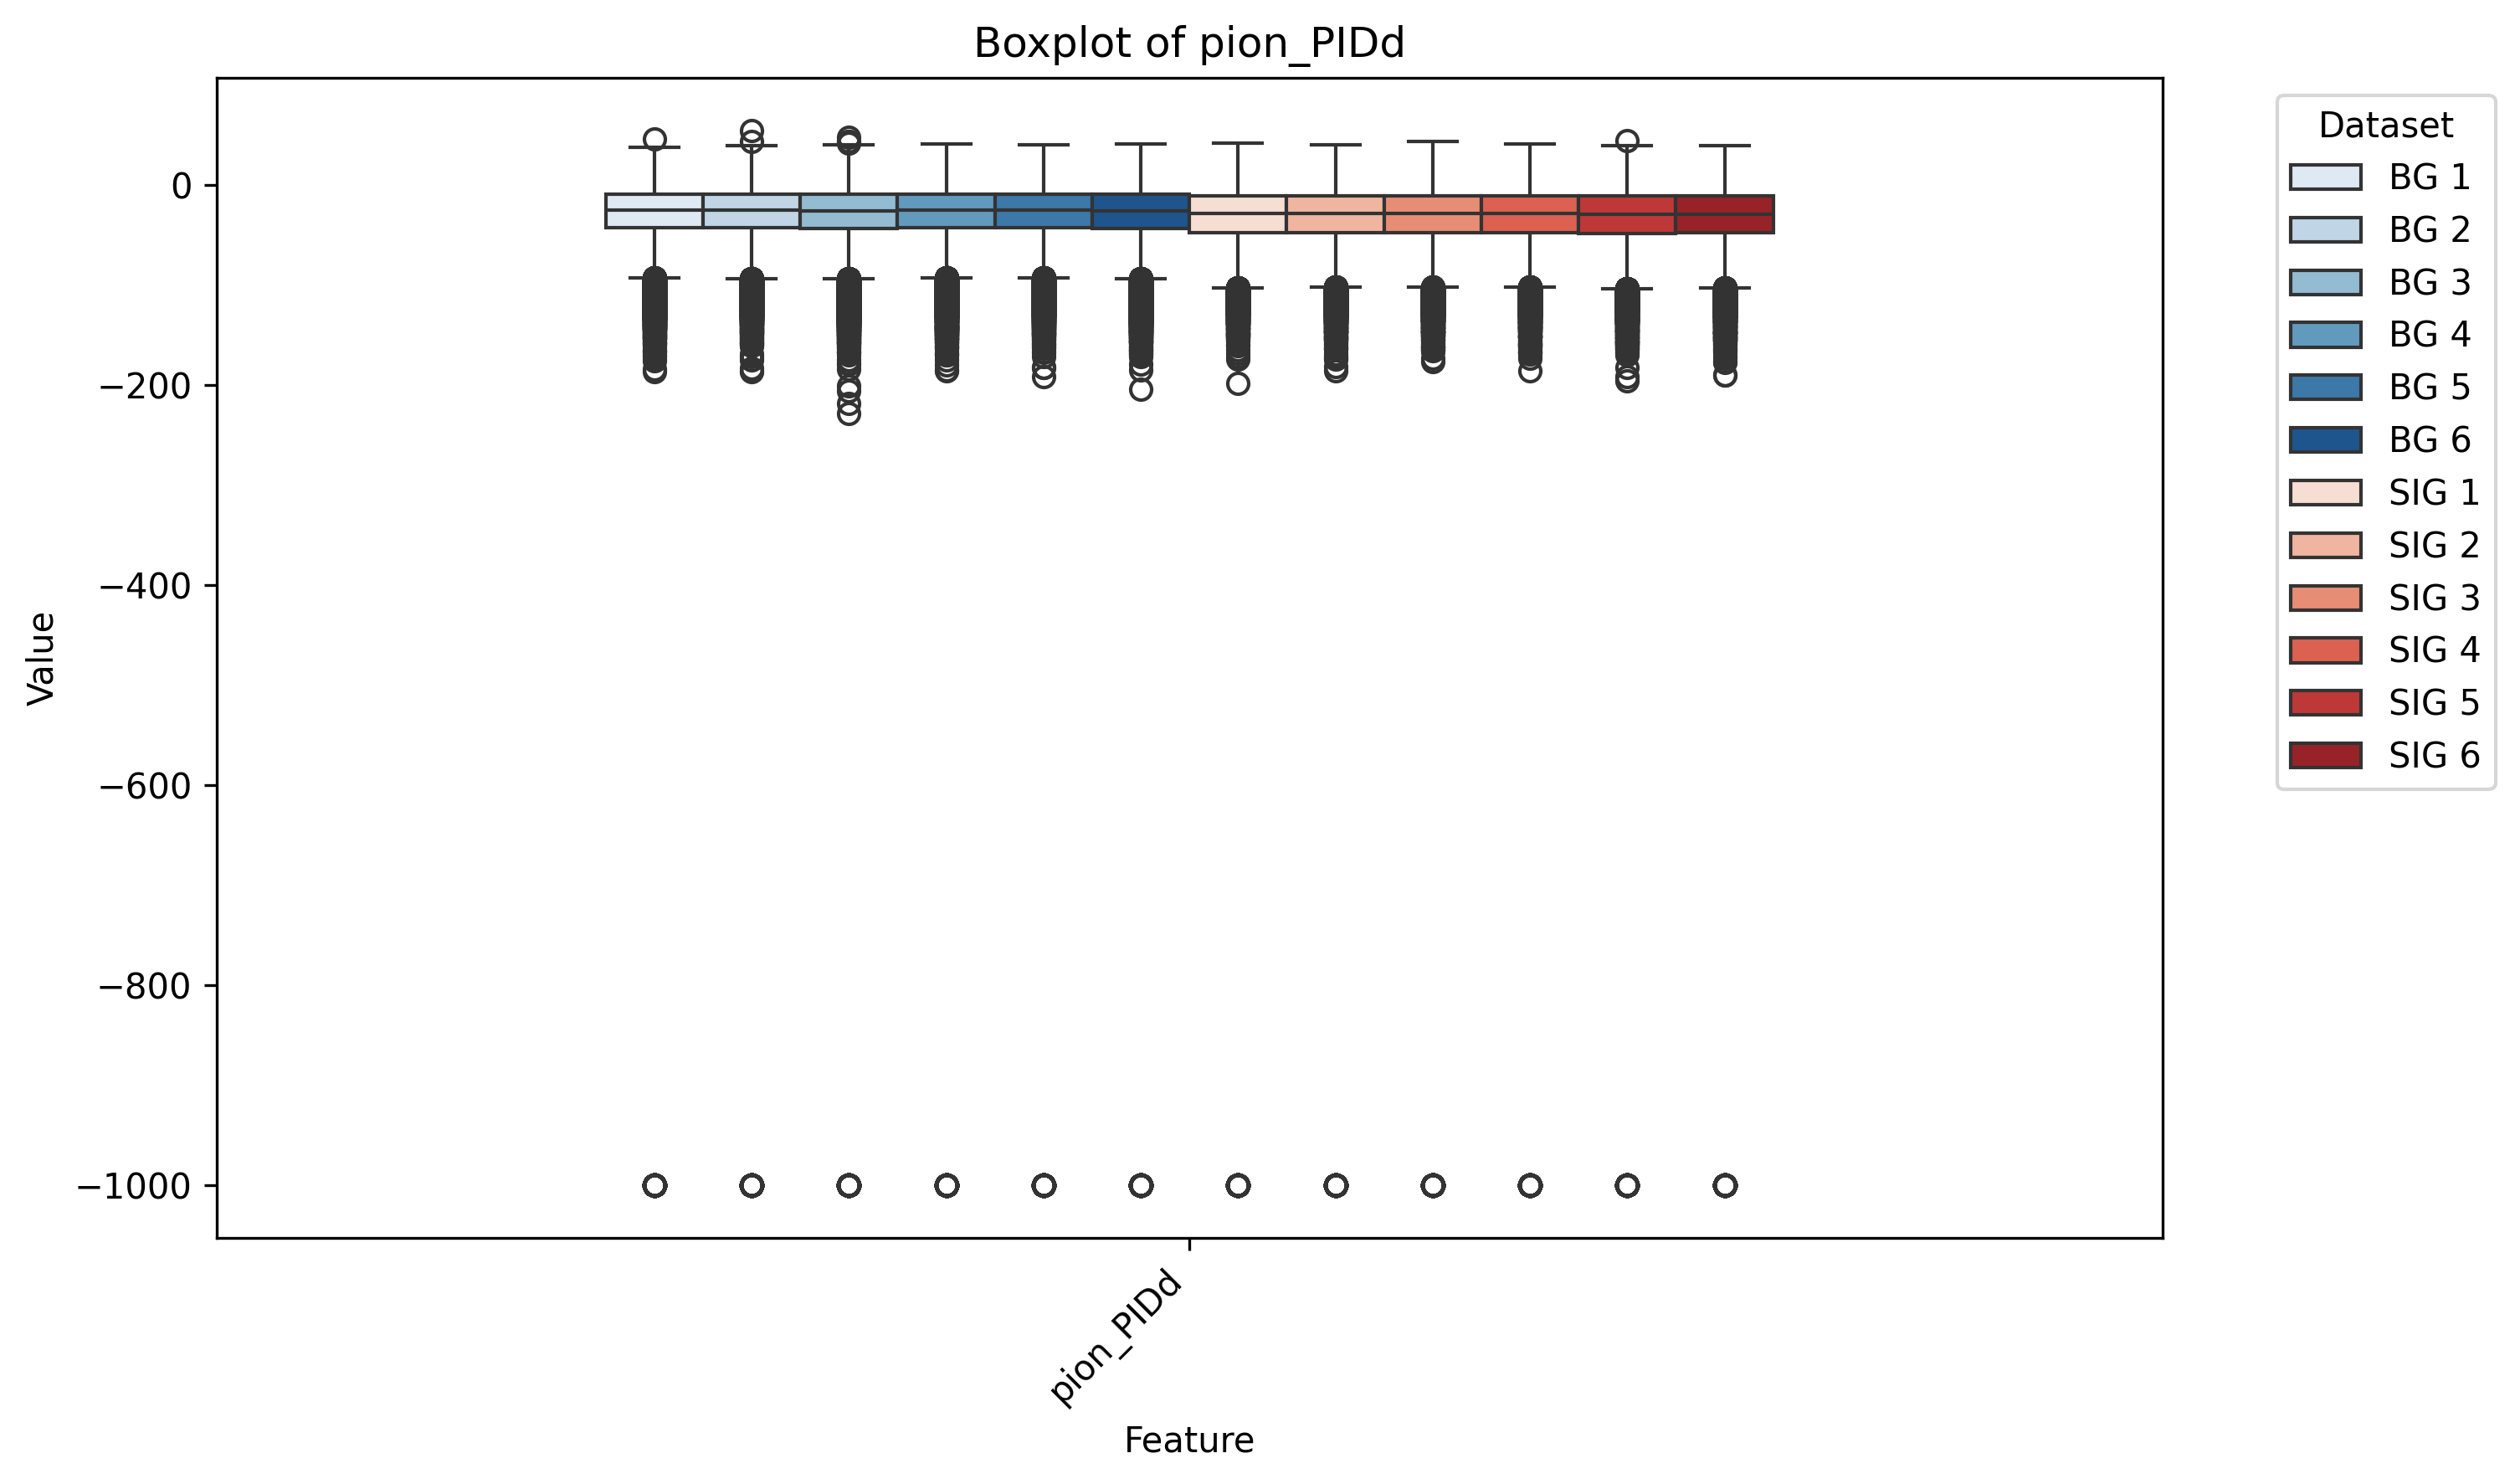 Boxplot of pion_PIDd
Value
0
−200
−400
−600
−800
−1000
pion_PIDd
Feature
Dataset
BG 1
BG 2
BG 3
BG 4
BG 5
BG 6
SIG 1
SIG 2
SIG 3
SIG 4
SIG 5
SIG 6